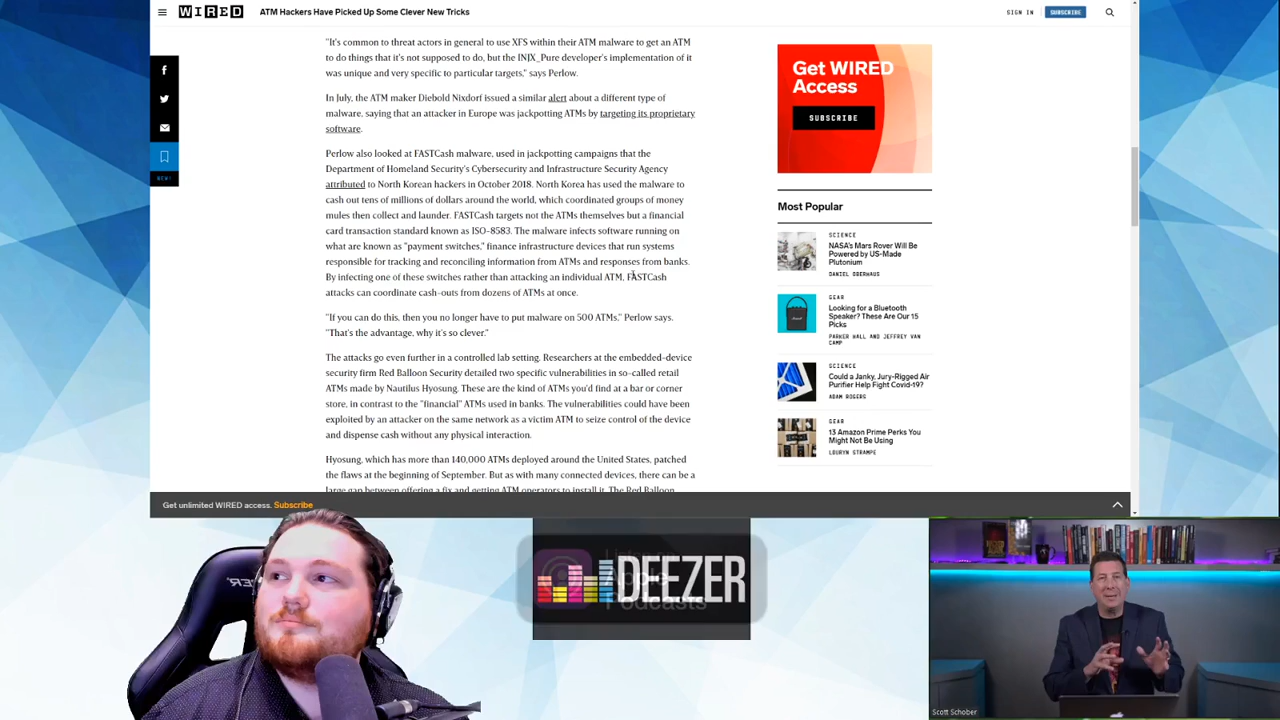 WIRED
ATM Hackers Have Picked Up Some Clever New Tricks
SIGN IN
SUBSCRIBE
"It's common to threat actors in general to use XFS within their ATM malware to get an ATM
to do things that it's not supposed to do, but the INJX_Pure developer's implementation of it
was unique and very specific to particular targets," says Perlow.
In July, the ATM maker Diebold Nixdorf issued a similar alert about a different type of
malware, saying that an attacker in Europe was jackpotting ATMs by targeting its proprietary
software.
Perlow also looked at FASTCash malware, used in jackpotting campaigns that the
Department of Homeland Security's Cybersecurity and Infrastructure Security Agency
attributed to North Korean hackers in October 2018. North Korea has used the malware to
cash out tens of millions of dollars around the world, which coordinated groups of money
mules then collect and launder. FASTCash targets not the ATMs themselves but a financial
card transaction standard known as ISO-8583. The malware infects software running on
what are known as "payment switches," finance infrastructure devices that run systems
responsible for tracking and reconciling information from ATMs and responses from banks.
By infecting one of these switches rather than attacking an individual ATM, FASTCash
attacks can coordinate cash-outs from dozens of ATMs at once.
"If you can do this, then you no longer have to put malware on 500 ATMs," Perlow says.
"That's the advantage, why it's so clever."
The attacks go even further in a controlled lab setting. Researchers at the embedded-device
security firm Red Balloon Security detailed two specific vulnerabilities in so-called retail
ATMs made by Nautilus Hyosung. These are the kind of ATMs you'd find at a bar or corner
store, in contrast to the "financial" ATMs used in banks. The vulnerabilities could have been
exploited by an attacker on the same network as a victim ATM to seize control of the device
and dispense cash without any physical interaction.
Hyosung, which has more than 140,000 ATMs deployed around the United States, patched
the flaws at the beginning of September. But as with many connected devices, there can be a
large gap between offering a fix and getting ATM operators to install it. The Red Balloon
Get WIRED
Access
SUBSCRIBE
Most Popular
SCIENCE
NASA's Mars Rover Will Be
Powered by US-Made
Plutonium
DANIEL OBERHAUS
GEAR
Looking for a Bluetooth
Speaker? These Are Our 15
Picks
PARKER HALL AND JEFFREY VAN
CAMP
SCIENCE
Could a Janky, Jury-Rigged Air
Purifier Help Fight Covid-19?
ADAM ROGERS
GEAR
13 Amazon Prime Perks You
Might Not Be Using
LOURYN STRAMPE
Get unlimited WIRED access. Subscribe
Listen on
Apple
Podcasts
DEEZER
Scott Schober